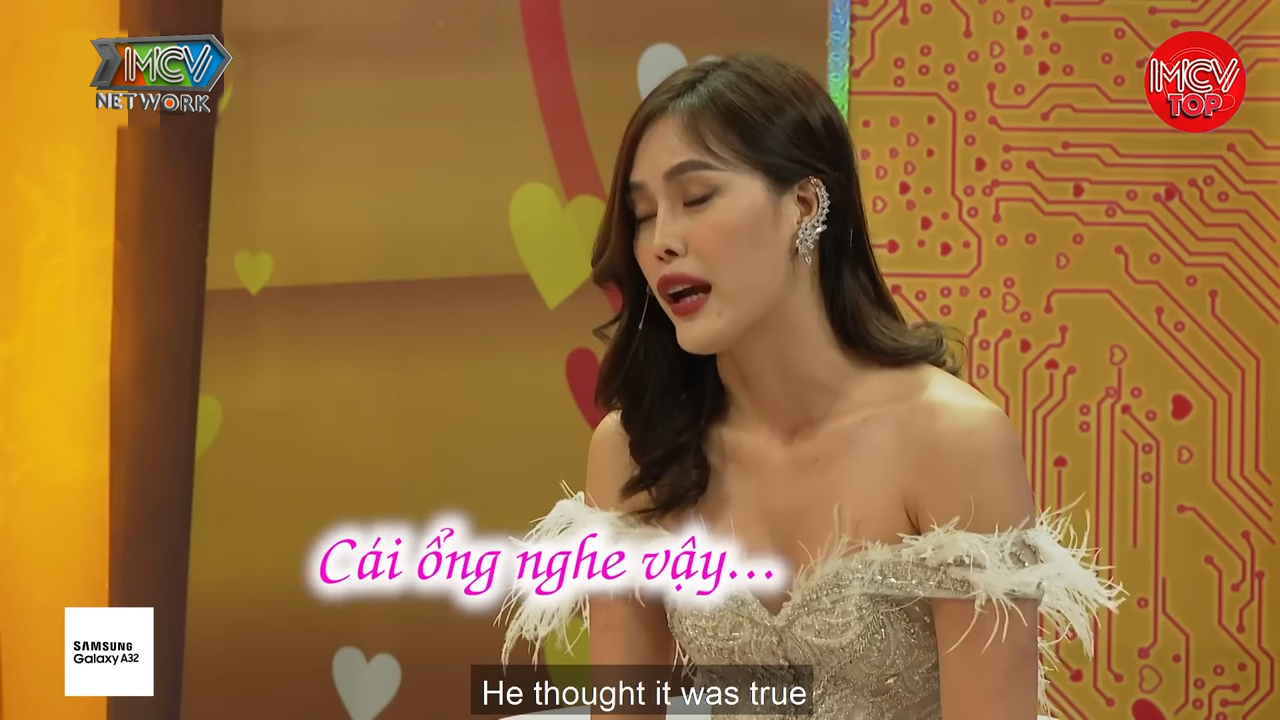 MCV
NETWORK
MCV
TOP
Cái ổng nghe vậy...
SAMSUNG
Galaxy A32
He thought it was true